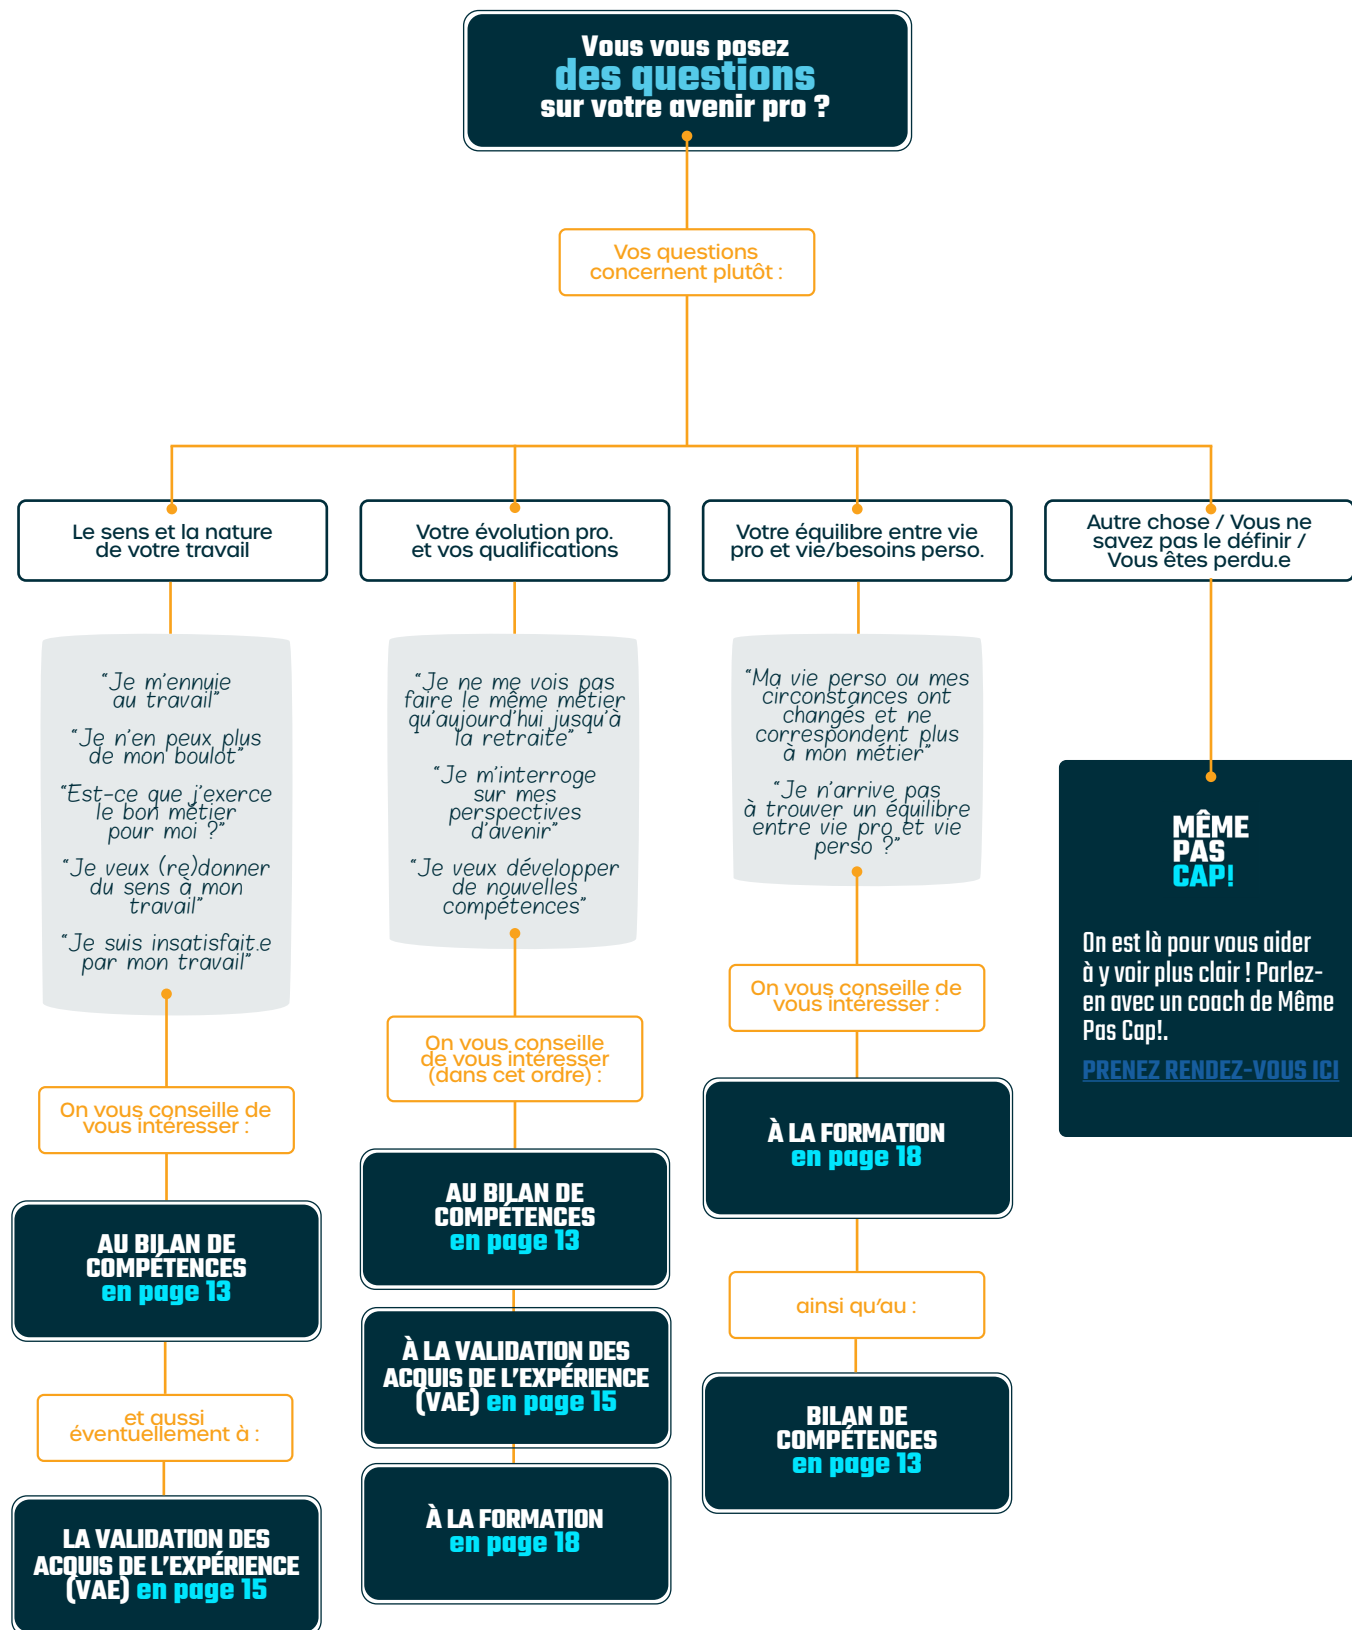 Vous vous posez
des questions
sur votre avenir pro ?
Vos questions
concernent plutôt :
Le sens et la nature
de votre travail
“Je m'ennuie
au travail”
“Je n'en peux plus
de mon boulot”
“Est-ce que j'exerce
le bon métier
pour moi ?”
“Je veux (re)donner
du sens à mon
travail”
“Je suis insatisfait.e
par mon travail”
On vous conseille de
vous intéresser :
AU BILAN DE
COMPÉTENCES
en page 13
et aussi
éventuellement à :
LA VALIDATION DES
ACQUIS DE L'EXPÉRIENCE
(VAE) en page 15
Votre évolution pro.
et vos qualifications
“Je ne me vois pas
faire le même métier
qu'aujourd'hui jusqu'à
la retraite”
“Je m'interroge
sur mes
perspectives
d'avenir”
“Je veux développer
de nouvelles
compétences”
On vous conseille
de vous intéresser
(dans cet ordre) :
AU BILAN DE
COMPÉTENCES
en page 13
À LA VALIDATION DES
ACQUIS DE L'EXPÉRIENCE
(VAE) en page 15
À LA FORMATION
en page 18
Votre équilibre entre vie
pro et vie/besoins perso.
“Ma vie perso ou mes
circonstances ont
changés et ne
correspondent plus
à mon métier”
“Je n'arrive pas
à trouver un équilibre
entre vie pro et vie
perso ?”
On vous conseille de
vous intéresser :
À LA FORMATION
en page 18
ainsi qu'au :
BILAN DE
COMPÉTENCES
en page 13
Autre chose / Vous ne
savez pas le définir /
Vous êtes perdu.e
MÊME
PAS
CAP!
On est là pour vous aider
à y voir plus clair ! Parlez-
en avec un coach de Même
Pas Cap!.
PRENEZ RENDEZ-VOUS ICI